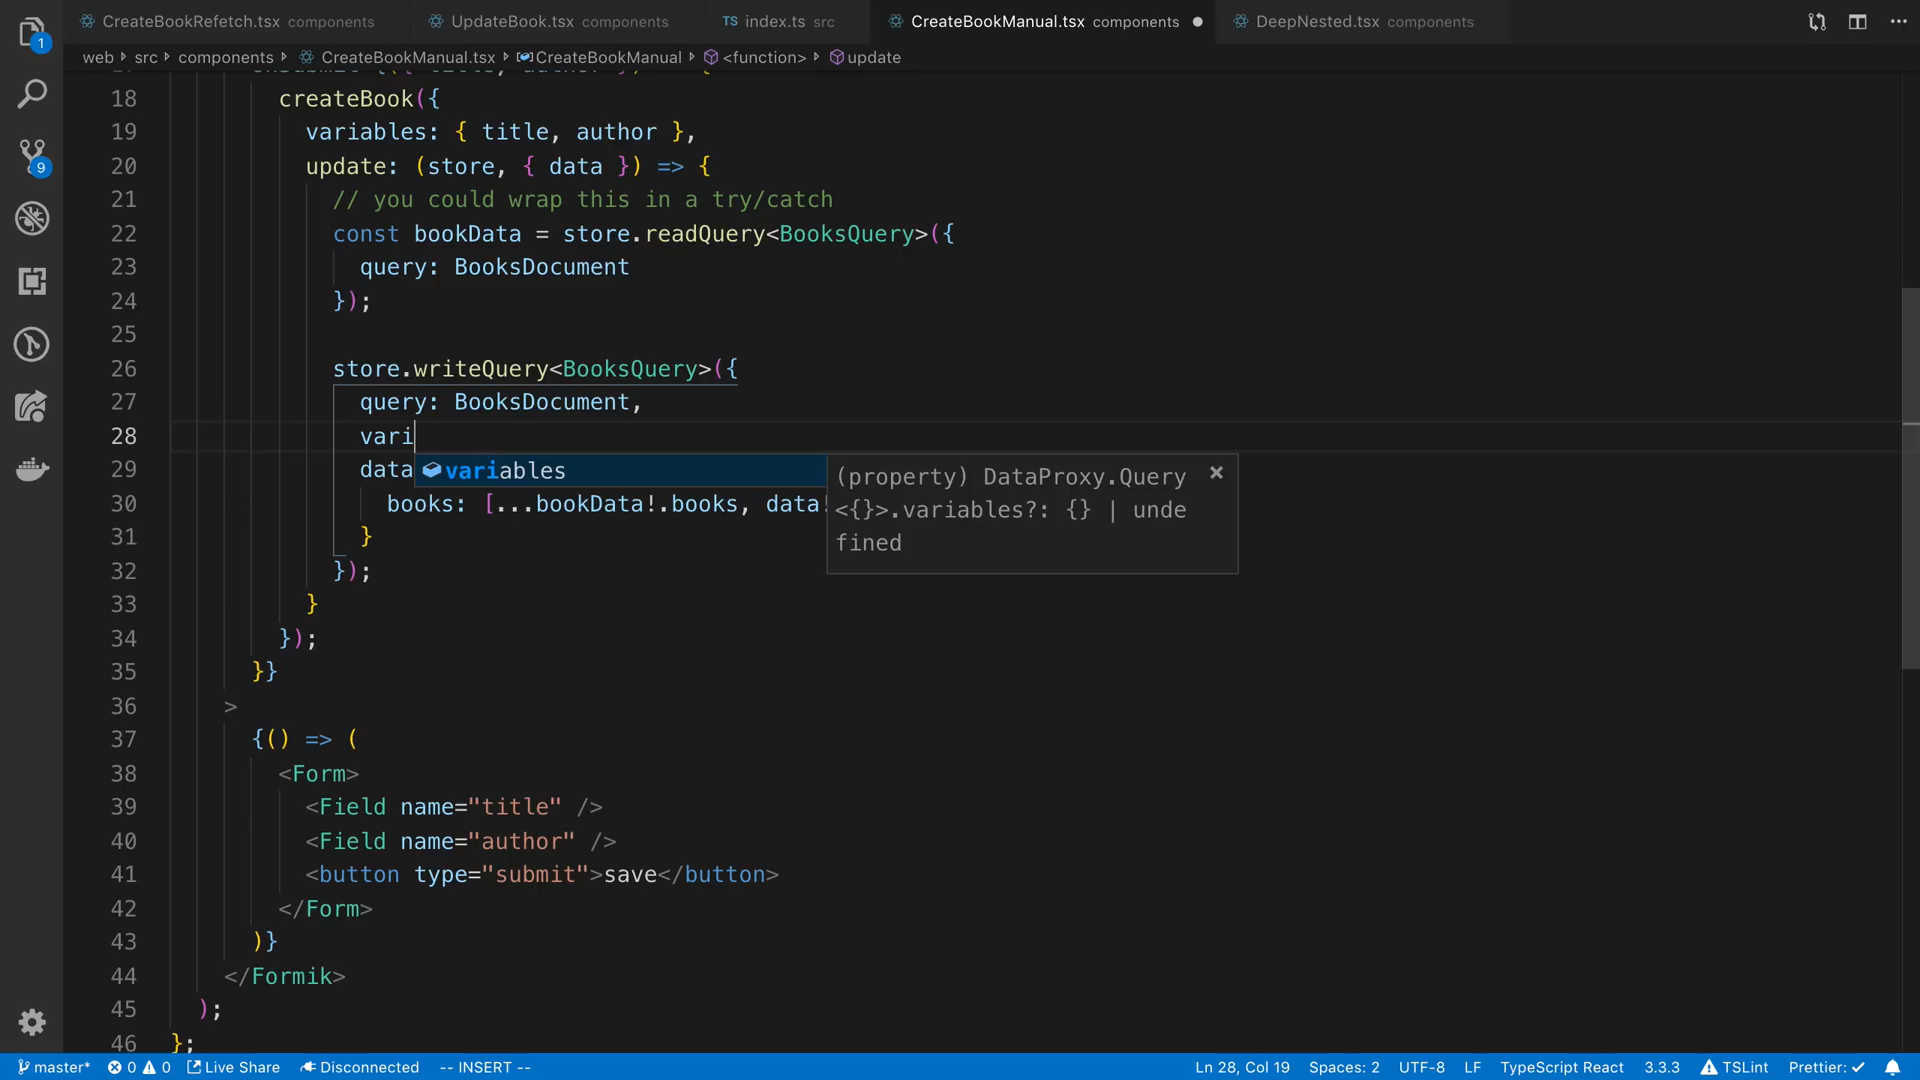 CreateBookRefetch.tsx components
UpdateBook.tsx components
TS index.ts src
CreateBookManual.tsx components
DeepNested.tsx components
web src components CreateBookManual.tsx CreateBookManual <function> update
18 createBook({
19 variables: { title, author },
20 update: (store, { data }) => {
21 // you could wrap this in a try/catch
22 const bookData = store.readQuery<BooksQuery>({
23 query: BooksDocument
24 });
25
26 store.writeQuery<BooksQuery>({
27 query: BooksDocument,
28 vari
29 data
variables
(property) DataProxy.Query
<{}>.variables?: {} | unde
fined
30 books: [...bookData!.books, data!
31 }
32 });
33 }
34 });
35 }}
36 >
37 {() => (
38 <Form>
39 <Field name="title" />
40 <Field name="author" />
41 <button type="submit">save</button>
42 </Form>
43 )}
44 </Formik>
45 );
46 };
1
9
master* 0 0 Live Share Disconnected -- INSERT -- Ln 28, Col 19 Spaces: 2 UTF-8 LF TypeScript React 3.3.3 TSLint Prettier: ✓